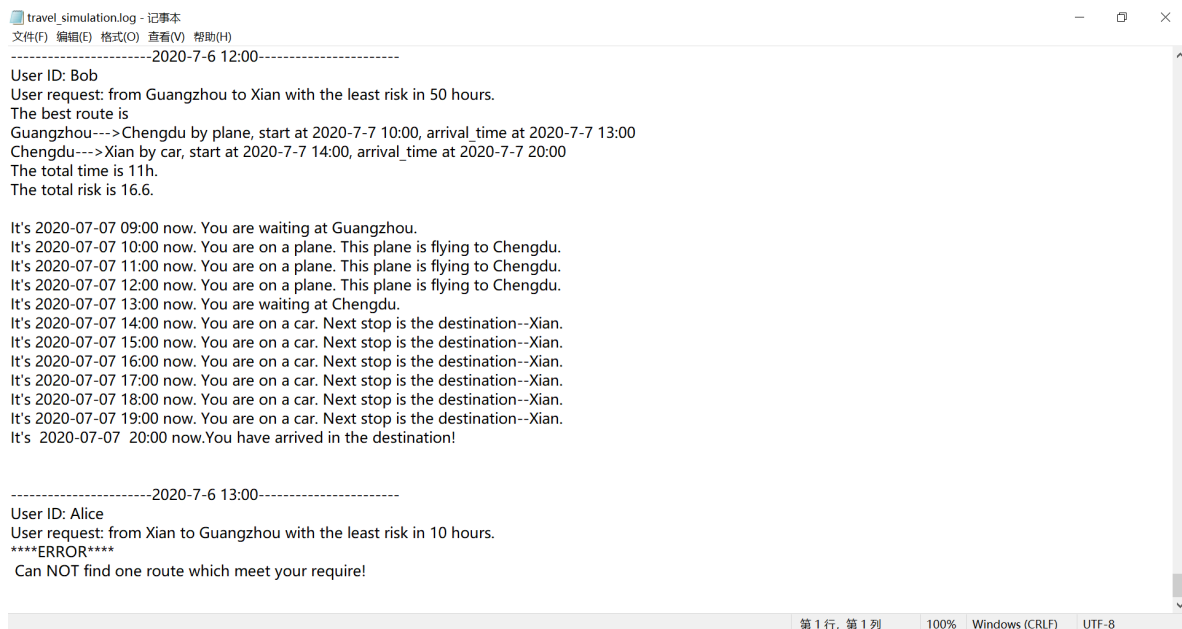 travel_simulation.log - 记事本
文件(F) 编辑(E) 格式(O) 查看(V) 帮助(H)
-----------------------2020-7-6 12:00-----------------------
User ID: Bob
User request: from Guangzhou to Xian with the least risk in 50 hours.
The best route is
Guangzhou--->Chengdu by plane, start at 2020-7-7 10:00, arrival_time at 2020-7-7 13:00
Chengdu--->Xian by car, start at 2020-7-7 14:00, arrival_time at 2020-7-7 20:00
The total time is 11h.
The total risk is 16.6.
It's 2020-07-07 09:00 now. You are waiting at Guangzhou.
It's 2020-07-07 10:00 now. You are on a plane. This plane is flying to Chengdu.
It's 2020-07-07 11:00 now. You are on a plane. This plane is flying to Chengdu.
It's 2020-07-07 12:00 now. You are on a plane. This plane is flying to Chengdu.
It's 2020-07-07 13:00 now. You are waiting at Chengdu.
It's 2020-07-07 14:00 now. You are on a car. Next stop is the destination--Xian.
It's 2020-07-07 15:00 now. You are on a car. Next stop is the destination--Xian.
It's 2020-07-07 16:00 now. You are on a car. Next stop is the destination--Xian.
It's 2020-07-07 17:00 now. You are on a car. Next stop is the destination--Xian.
It's 2020-07-07 18:00 now. You are on a car. Next stop is the destination--Xian.
It's 2020-07-07 19:00 now. You are on a car. Next stop is the destination--Xian.
It's  2020-07-07  20:00 now.You have arrived in the destination!
-----------------------2020-7-6 13:00-----------------------
User ID: Alice
User request: from Xian to Guangzhou with the least risk in 10 hours.
****ERROR****
 Can NOT find one route which meet your require!
第 1 行，第 1 列 100% Windows (CRLF) UTF-8